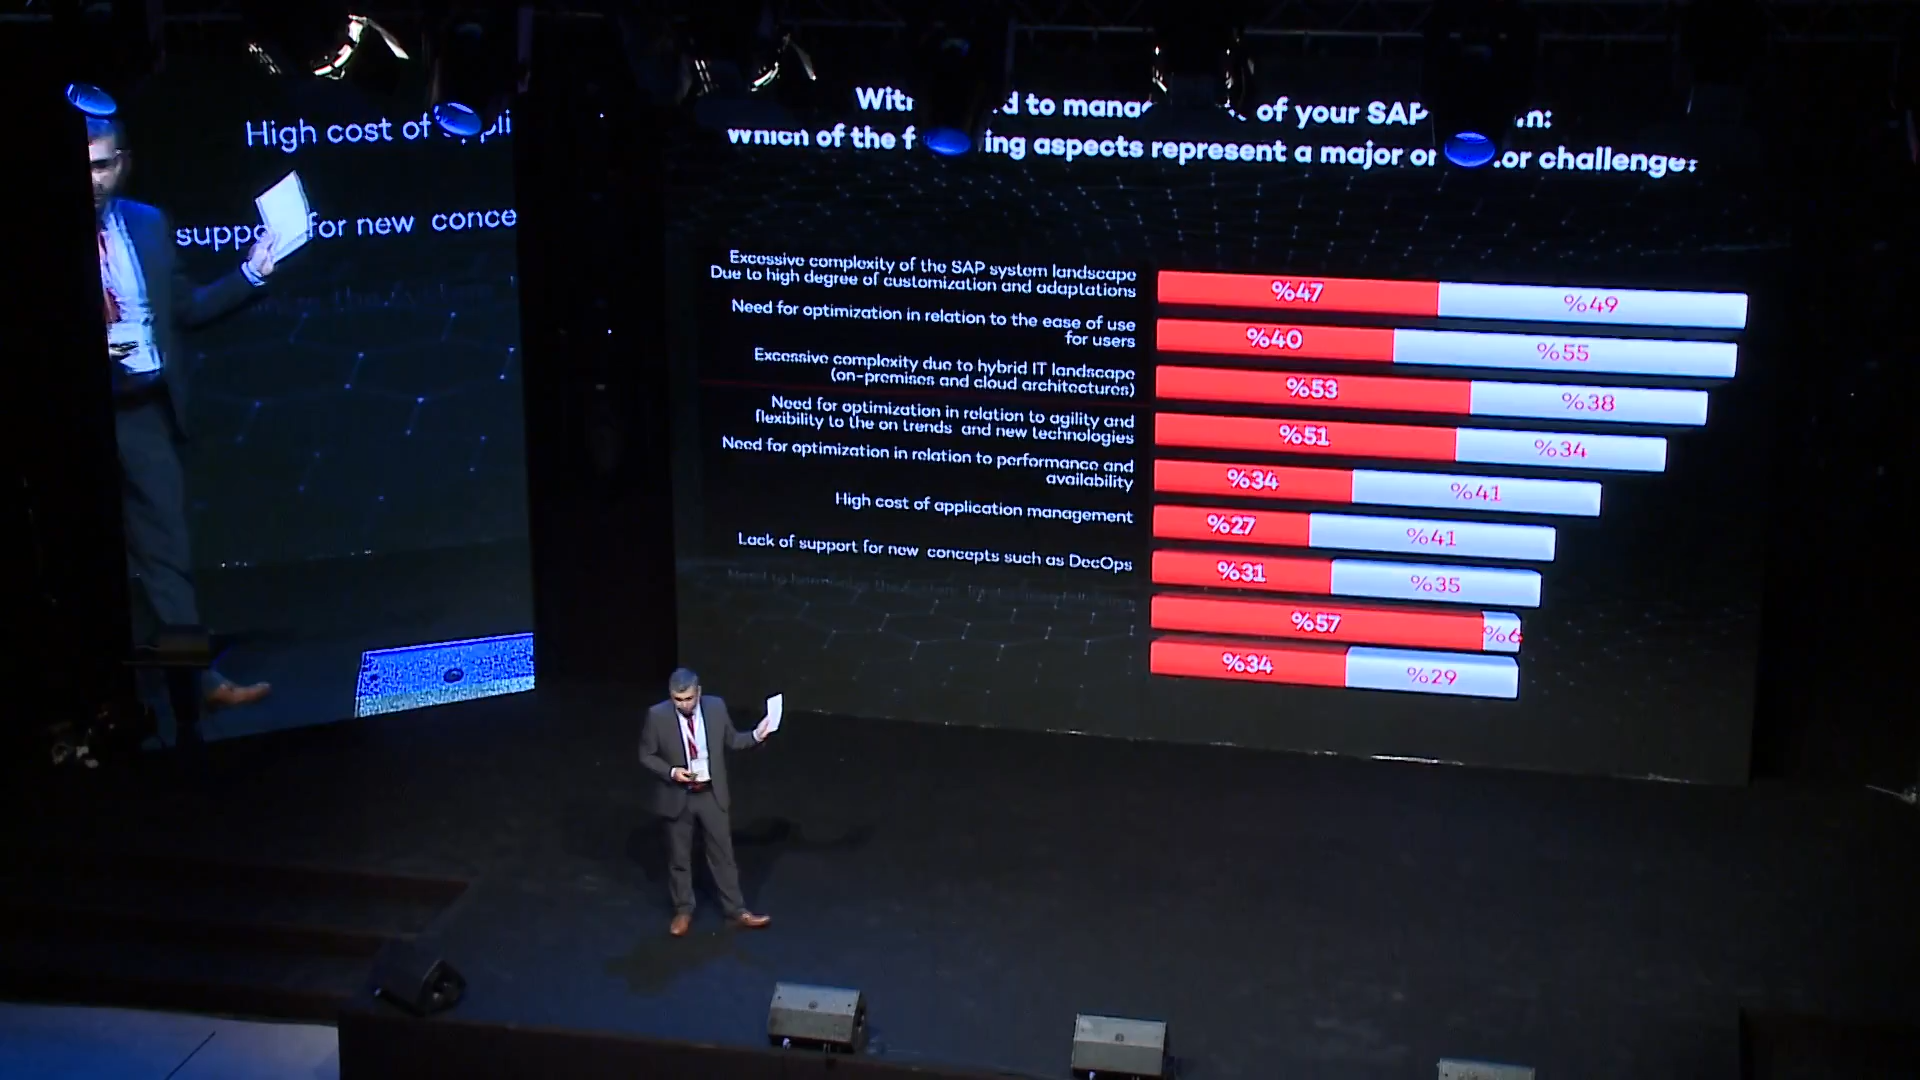 High cost of
support for new conce
to
of your SAP
which of the
aspects represent a major or
challenge?
Excessive complexity of the SAP system landscape
Due to high degree of customization and adaptations
%47 %49
Need for optimization in relation to the ease of use
for users
%40 %55
Excessive complexity due to hybrid IT landscape
(on-premises and cloud architectures)
%53 %38
Need for optimization in relation to agility and
flexibility to the on trends and new technologies
%51 %34
Need for optimization in relation to performance and
availability
%34 %41
High cost of application management
%27 %41
Lack of support for new concepts such as DecOps
%31 %35
%57 %6
%34 %29